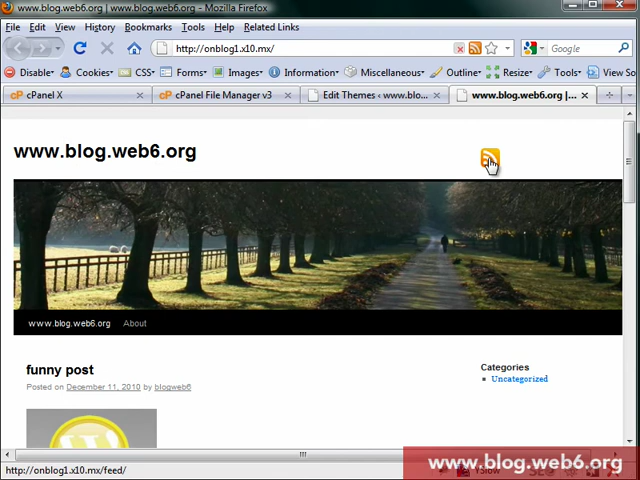 www.blog.web6.org | www.blog.web6.org - Mozilla Firefox
File Edit View History Bookmarks Tools Help Related Links
http://onblog1.x10.mx/
Google
Disable Cookies CSS Forms Images Information Miscellaneous Outline Resize Tools View So
cP cPanel X
cP cPanel File Manager v3
Edit Themes ‹ www.blo...
www.blog.web6.org |...
www.blog.web6.org
www.blog.web6.org About
funny post
Posted on December 11, 2010 by blogweb6
Categories
Uncategorized
http://onblog1.x10.mx/feed/
YSlow
www.blog.web6.org